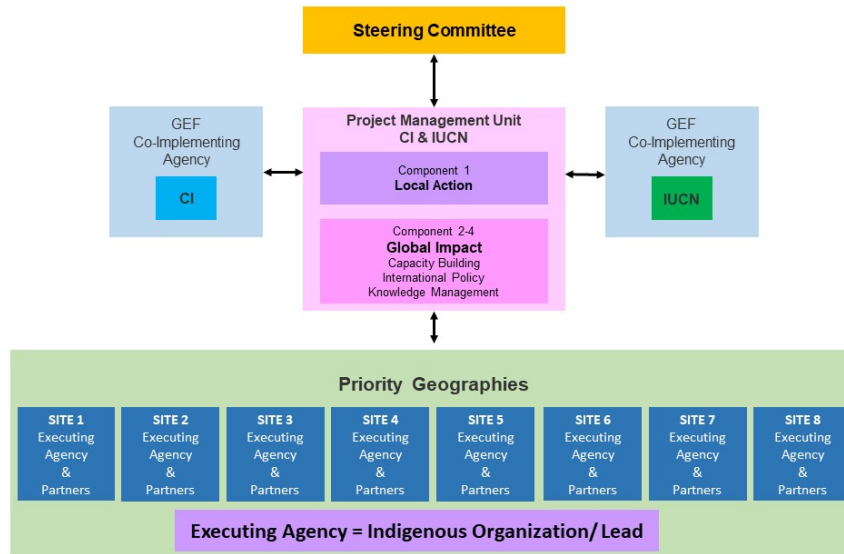 Steering Committee
GEF
Co-Implementing
Agency
CI
Project Management Unit
CI & IUCN
Component 1
Local Action
Component 2-4
Global Impact
Capacity Building
International Policy
Knowledge Management
GEF
Co-Implementing
Agency
IUCN
Priority Geographies
SITE 1
Executing
Agency
&
Partners
SITE 2
Executing
Agency
&
Partners
SITE 3
Executing
Agency
&
Partners
SITE 4
Executing
Agency
&
Partners
SITE 5
Executing
Agency
&
Partners
SITE 6
Executing
Agency
&
Partners
SITE 7
Executing
Agency
&
Partners
SITE 8
Executing
Agency
&
Partners
Executing Agency = Indigenous Organization/ Lead